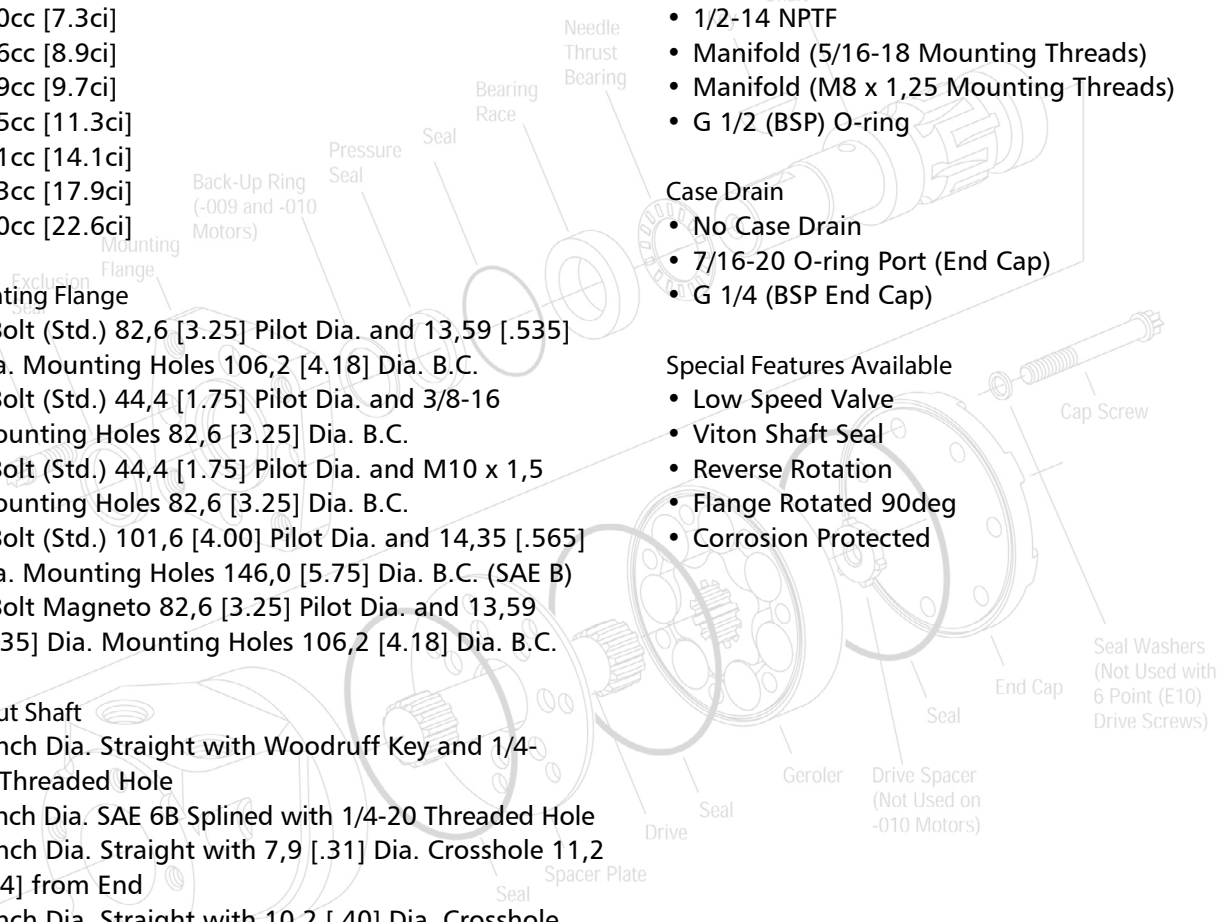 0cc [7.3ci]
6cc [8.9ci]
9cc [9.7ci]
5cc [11.3ci]
1cc [14.1ci]
3cc [17.9ci]
0cc [22.6ci]
nting Flange
Bolt (Std.) 82,6 [3.25] Pilot Dia. and 13,59 [.535]
a. Mounting Holes 106,2 [4.18] Dia. B.C.
Bolt (Std.) 44,4 [1.75] Pilot Dia. and 3/8-16
ounting Holes 82,6 [3.25] Dia. B.C.
Bolt (Std.) 44,4 [1.75] Pilot Dia. and M10 x 1,5
ounting Holes 82,6 [3.25] Dia. B.C.
Bolt (Std.) 101,6 [4.00] Pilot Dia. and 14,35 [.565]
a. Mounting Holes 146,0 [5.75] Dia. B.C. (SAE B)
Bolt Magneto 82,6 [3.25] Pilot Dia. and 13,59
35] Dia. Mounting Holes 106,2 [4.18] Dia. B.C.
ut Shaft
nch Dia. Straight with Woodruff Key and 1/4-
Threaded Hole
nch Dia. SAE 6B Splined with 1/4-20 Threaded Hole
nch Dia. Straight with 7,9 [.31] Dia. Crosshole 11,2
4] from End
nch Dia. Straight with 10,2 [.40] Dia. Crosshole
• 1/2-14 NPTF
• Manifold (5/16-18 Mounting Threads)
• Manifold (M8 x 1,25 Mounting Threads)
• G 1/2 (BSP) O-ring
Case Drain
• No Case Drain
• 7/16-20 O-ring Port (End Cap)
• G 1/4 (BSP End Cap)
Special Features Available
• Low Speed Valve
• Viton Shaft Seal
• Reverse Rotation
• Flange Rotated 90deg
• Corrosion Protected
Needle
Thrust
Bearing
Bearing
Race
Seal
Pressure
Seal
Back-Up Ring
(-009 and -010
Motors)
Mounting
Flange
Exclusion
Seal
Cap Screw
Seal Washers
(Not Used with
6 Point (E10)
Drive Screws)
End Cap
Seal
Geroler
Drive Spacer
(Not Used on
-010 Motors)
Seal
Drive
Spacer Plate
Seal